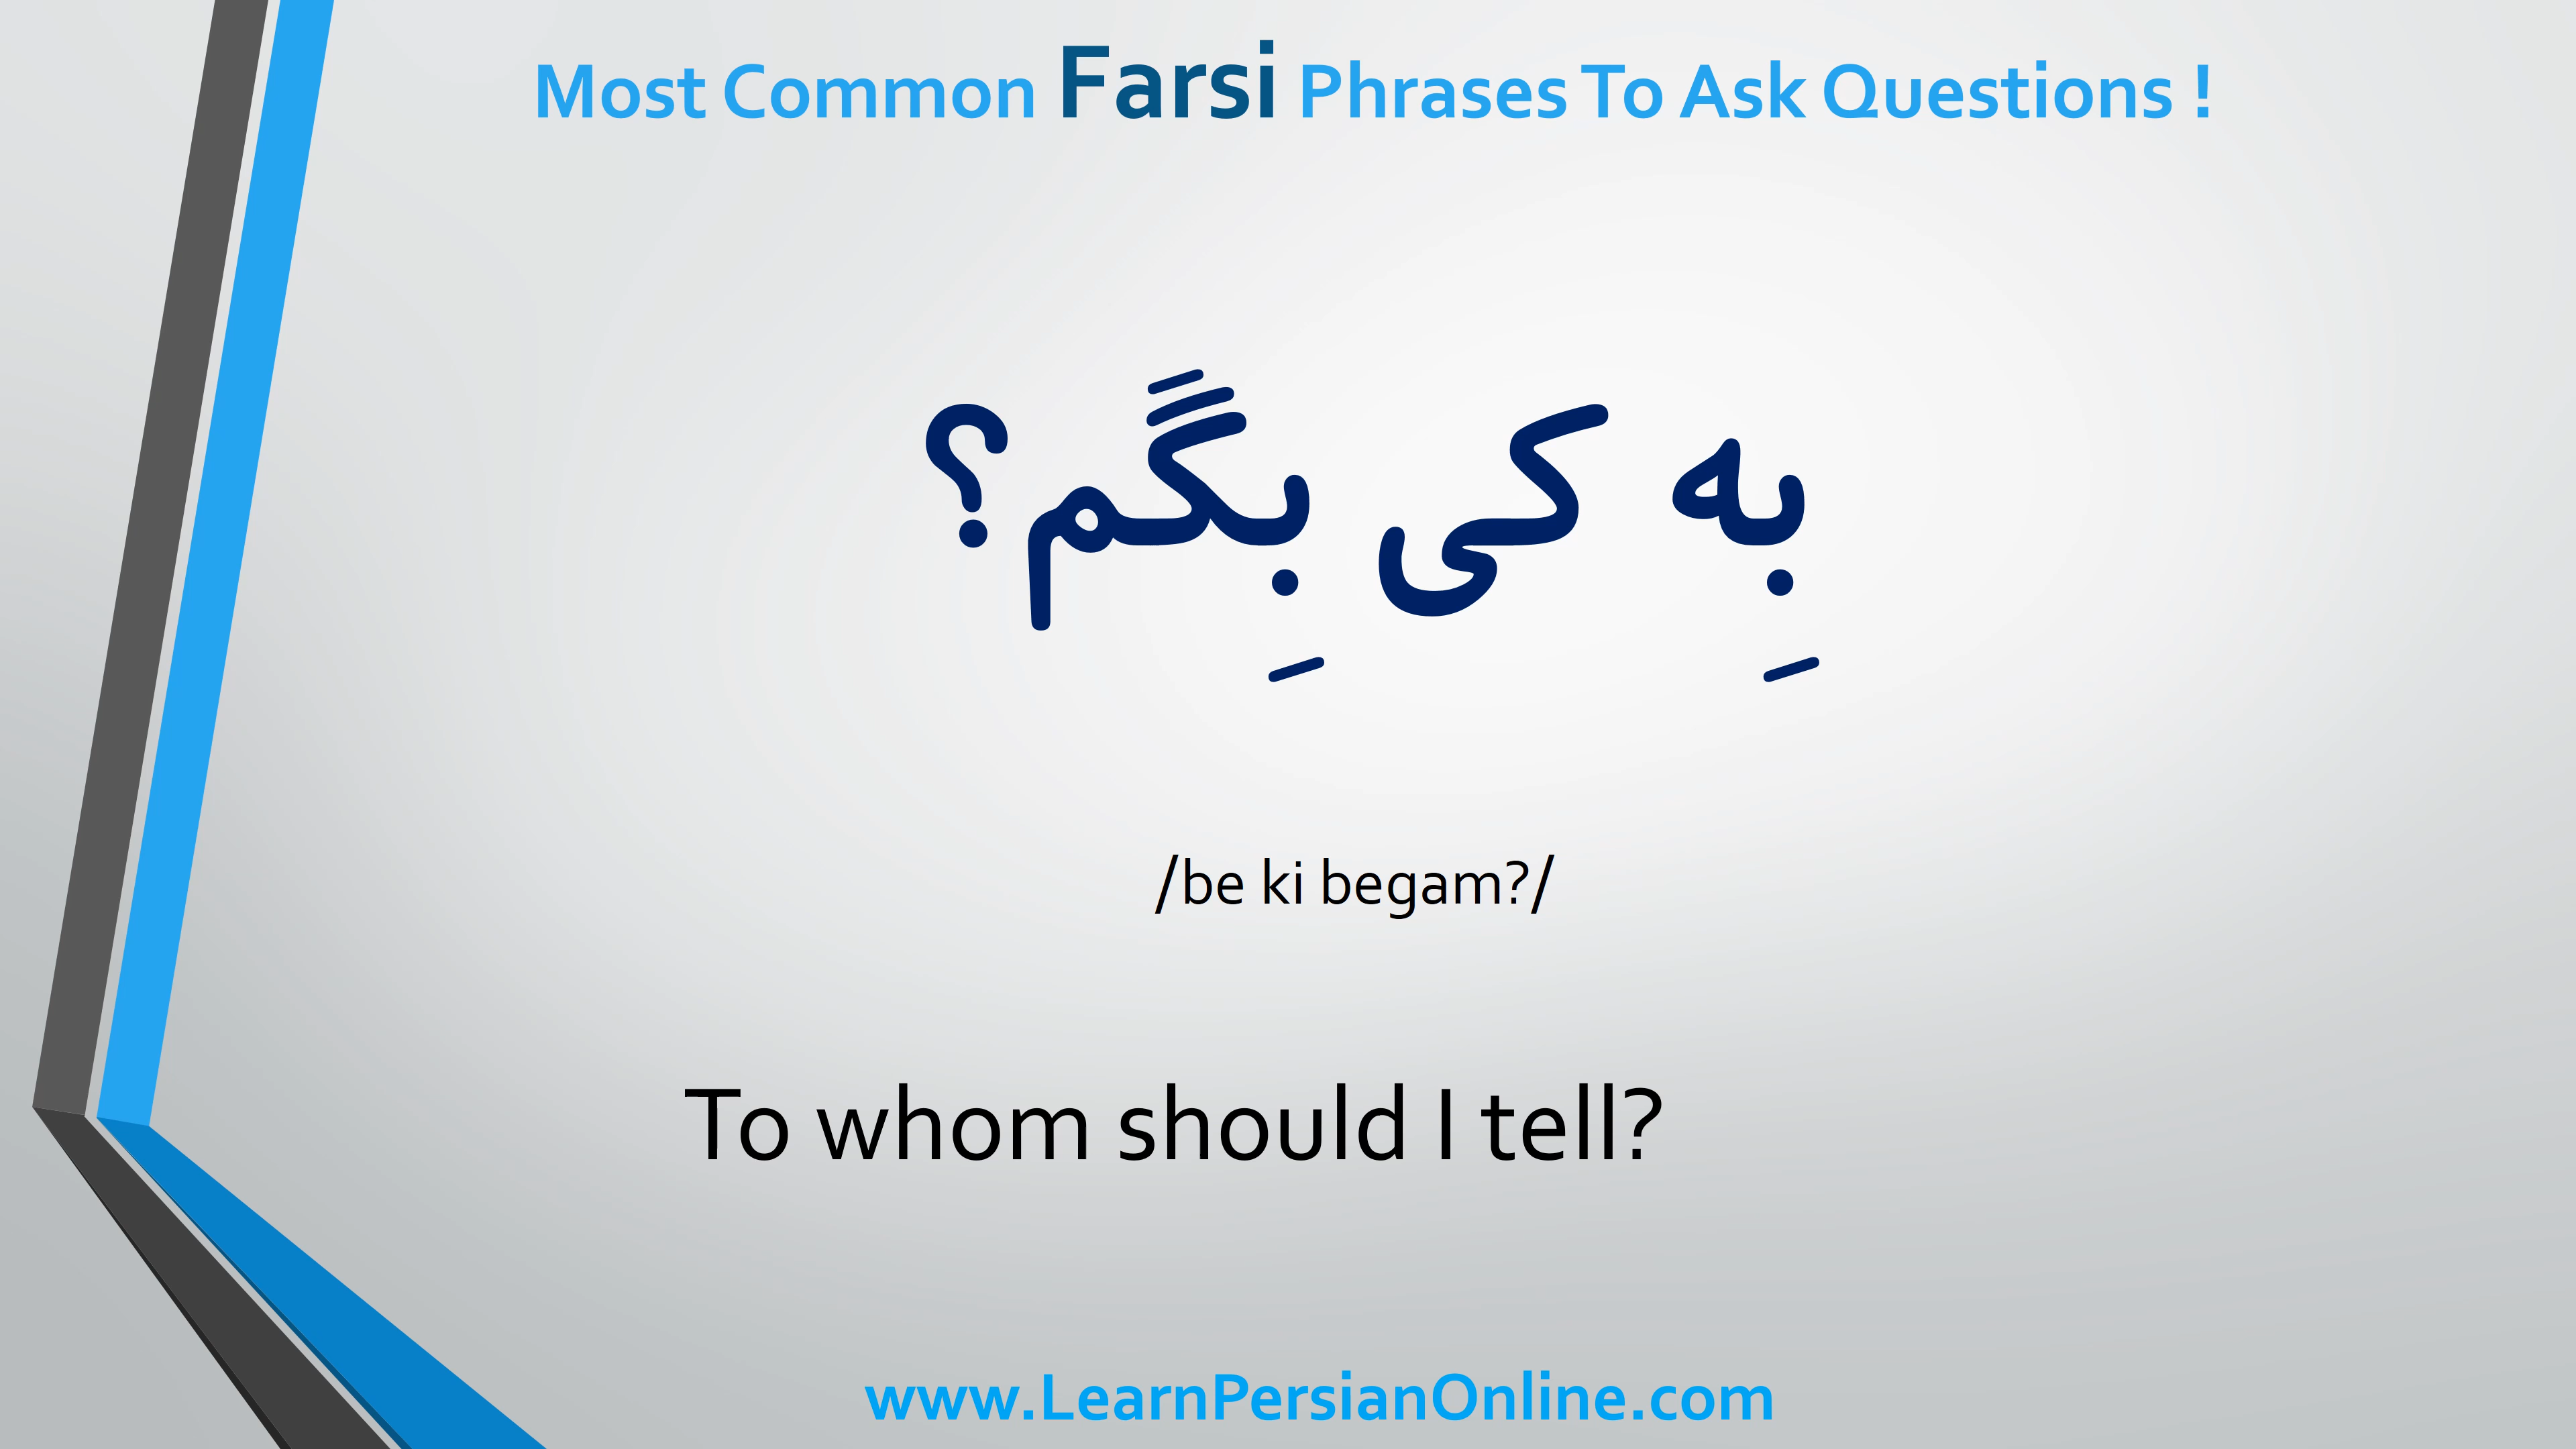 Most Common Farsi Phrases To Ask Questions !
بِه کی بِگَم؟
/be ki begam?/
To whom should I tell?
www.LearnPersianOnline.com